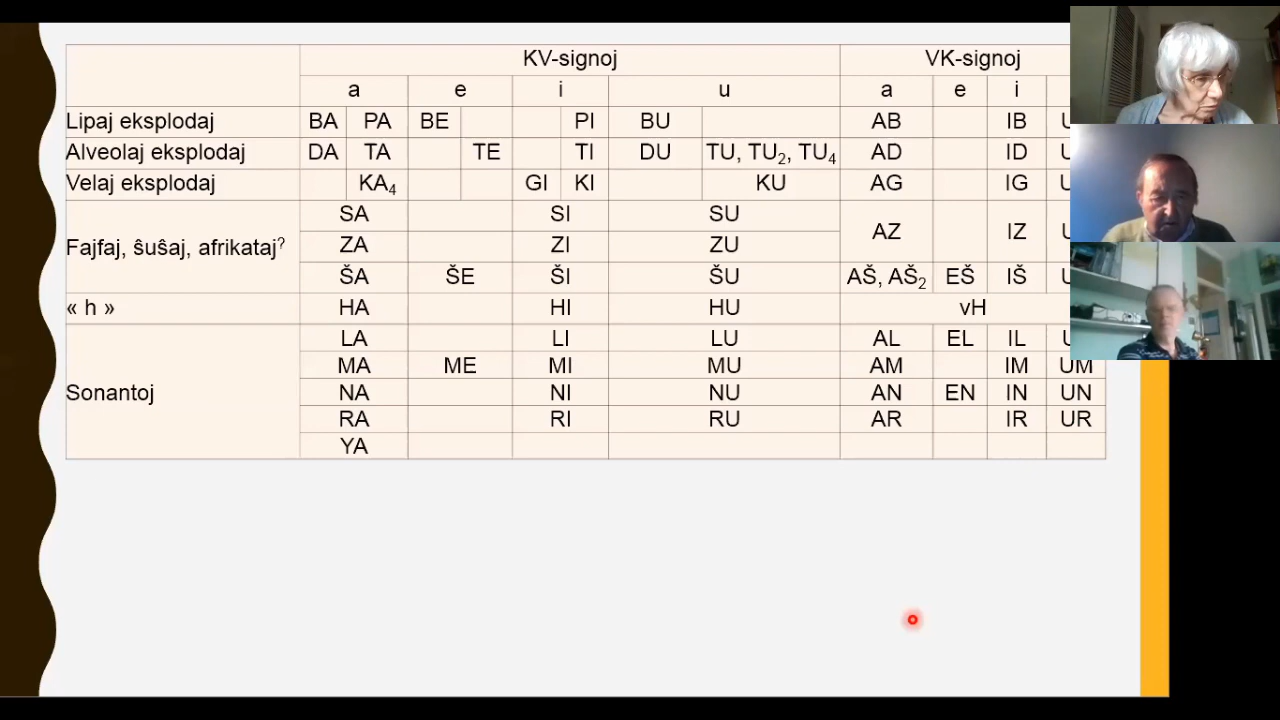 KV-signoj VK-signoj
a e i u a e i
Lipaj eksplodaj BA PA BE PI BU AB IB
Alveolaj eksplodaj DA TA TE TI DU TU, TU₂, TU₄ AD ID
Velaj eksplodaj KA₄ GI KI KU AG IG
Fajfaj, ŝuŝaj, afrikataj? SA SI SU AZ IZ
ZA ZI ZU
ŠA ŠE ŠI ŠU AŠ, AŠ₂ EŠ IŠ
« h » HA HI HU vH
Sonantoj LA LI LU AL EL IL
MA ME MI MU AM IM UM
NA NI NU AN EN IN UN
RA RI RU AR IR UR
YA